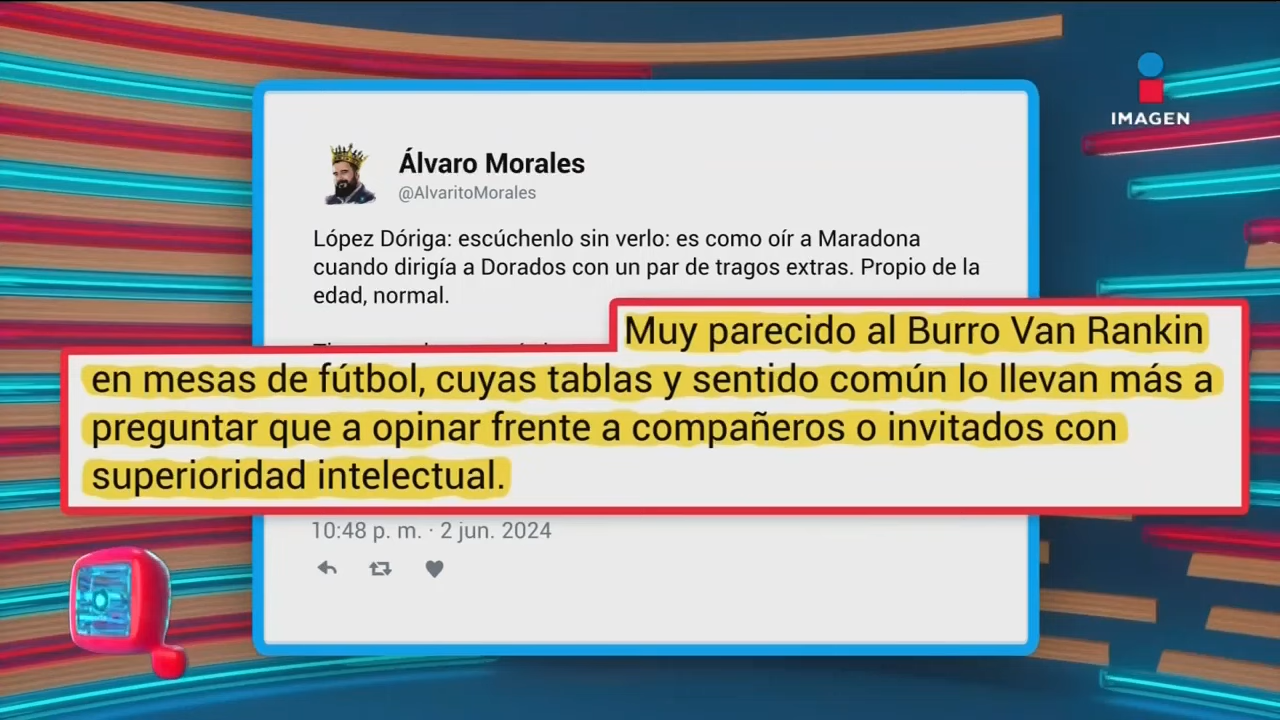 IMAGEN
Álvaro Morales
@AlvaritoMorales
López Dóriga: escúchenlo sin verlo: es como oír a Maradona
cuando dirigía a Dorados con un par de tragos extras. Propio de la
edad, normal.
Muy parecido al Burro Van Rankin
en mesas de fútbol, cuyas tablas y sentido común lo llevan más a
preguntar que a opinar frente a compañeros o invitados con
superioridad intelectual.
10:48 p. m. · 2 jun. 2024